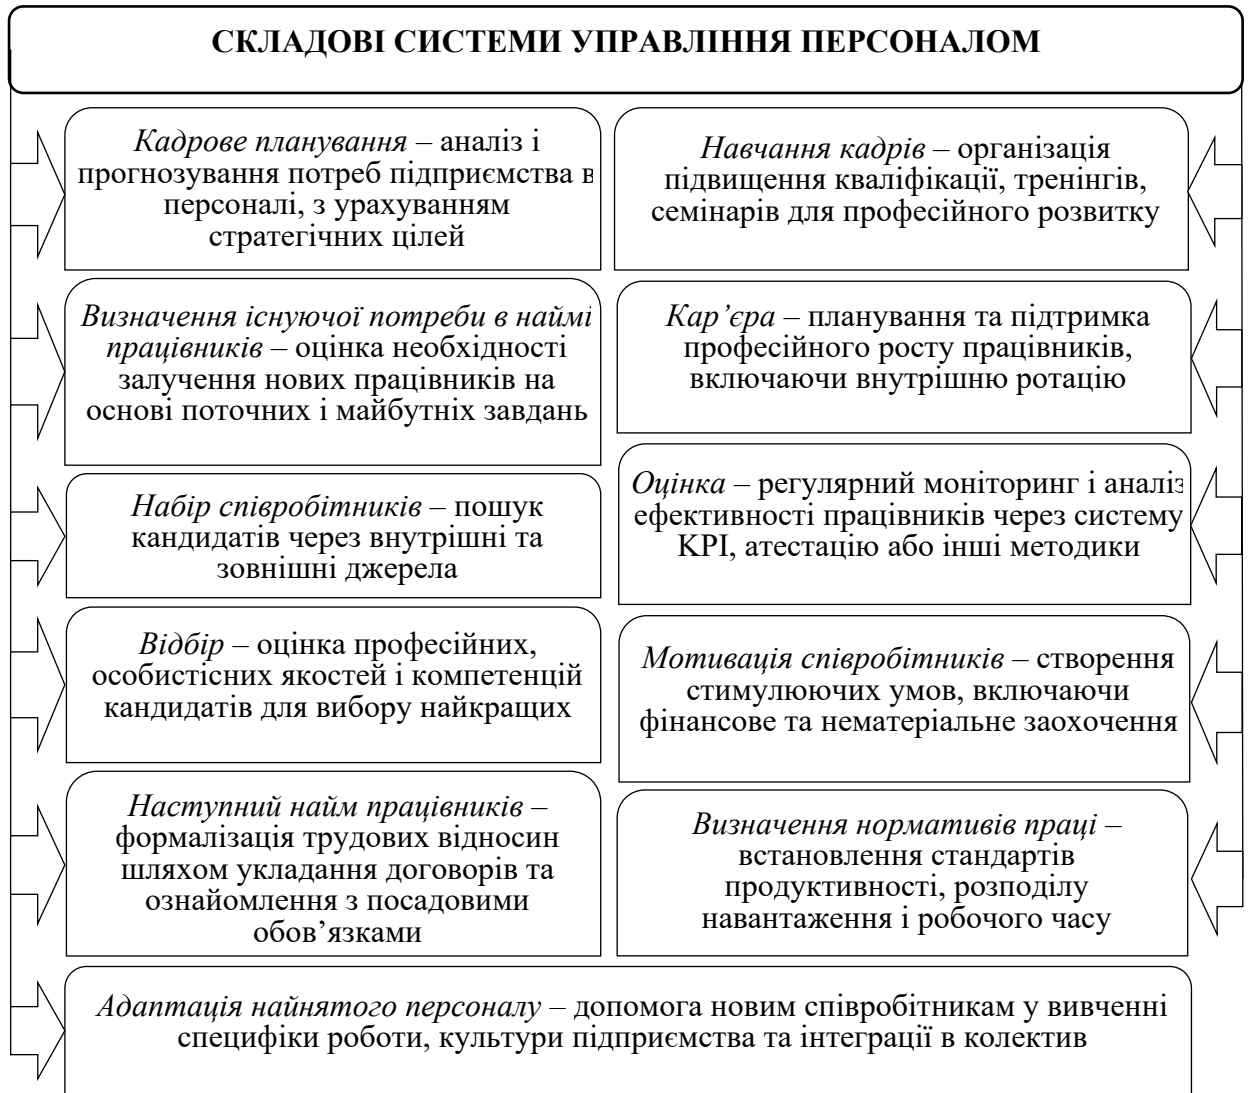 СКЛАДОВІ СИСТЕМИ УПРАВЛІННЯ ПЕРСОНАЛОМ
Кадрове планування – аналіз і
прогнозування потреб підприємства в
персоналі, з урахуванням
стратегічних цілей
Визначення існуючої потреби в наймі
працівників – оцінка необхідності
залучення нових працівників на
основі поточних і майбутніх завдань
Набір співробітників – пошук
кандидатів через внутрішні та
зовнішні джерела
Відбір – оцінка професійних,
особистісних якостей і компетенцій
кандидатів для вибору найкращих
Наступний найм працівників –
формалізація трудових відносин
шляхом укладання договорів та
ознайомлення з посадовими
обов’язками
Навчання кадрів – організація
підвищення кваліфікації, тренінгів,
семінарів для професійного розвитку
Кар’єра – планування та підтримка
професійного росту працівників,
включаючи внутрішню ротацію
Оцінка – регулярний моніторинг і аналіз
ефективності працівників через систему
KPI, атестацію або інші методики
Мотивація співробітників – створення
стимулюючих умов, включаючи
фінансове та нематеріальне заохочення
Визначення нормативів праці –
встановлення стандартів
продуктивності, розподілу
навантаження і робочого часу
Адаптація найнятого персоналу – допомога новим співробітникам у вивченні
специфіки роботи, культури підприємства та інтеграції в колектив